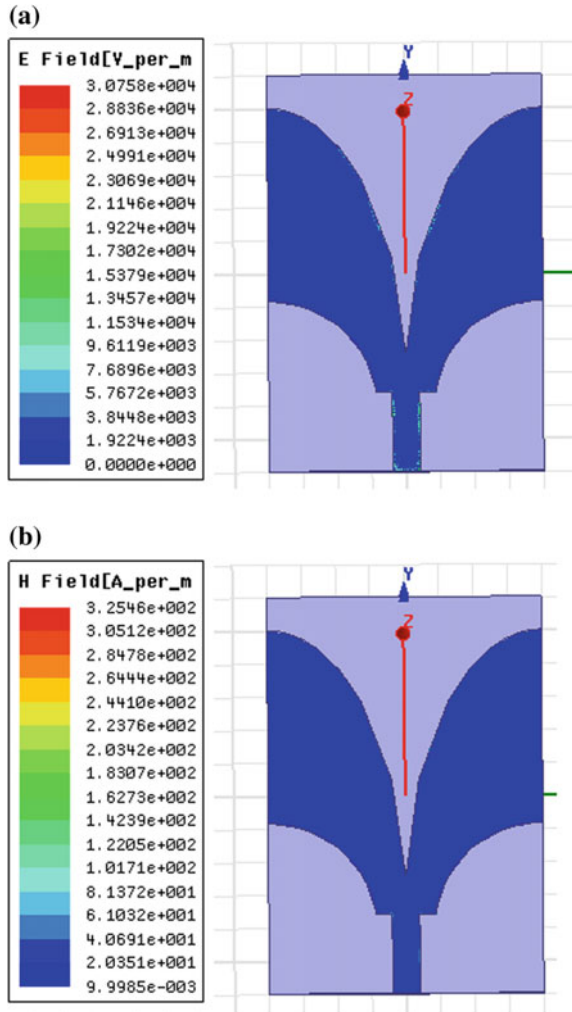 (a)
E Field[V_per_m
3.0758e+004
2.8836e+004
2.6913e+004
2.4991e+004
2.3069e+004
2.1146e+004
1.9224e+004
1.7302e+004
1.5379e+004
1.3457e+004
1.1534e+004
9.6119e+003
7.6896e+003
5.7672e+003
3.8448e+003
1.9224e+003
0.0000e+000
Y
Z
(b)
H Field[A_per_m
3.2546e+002
3.0512e+002
2.8478e+002
2.6444e+002
2.4410e+002
2.2376e+002
2.0342e+002
1.8307e+002
1.6273e+002
1.4239e+002
1.2205e+002
1.0171e+002
8.1372e+001
6.1032e+001
4.0691e+001
2.0351e+001
9.9985e-003
Y
Z